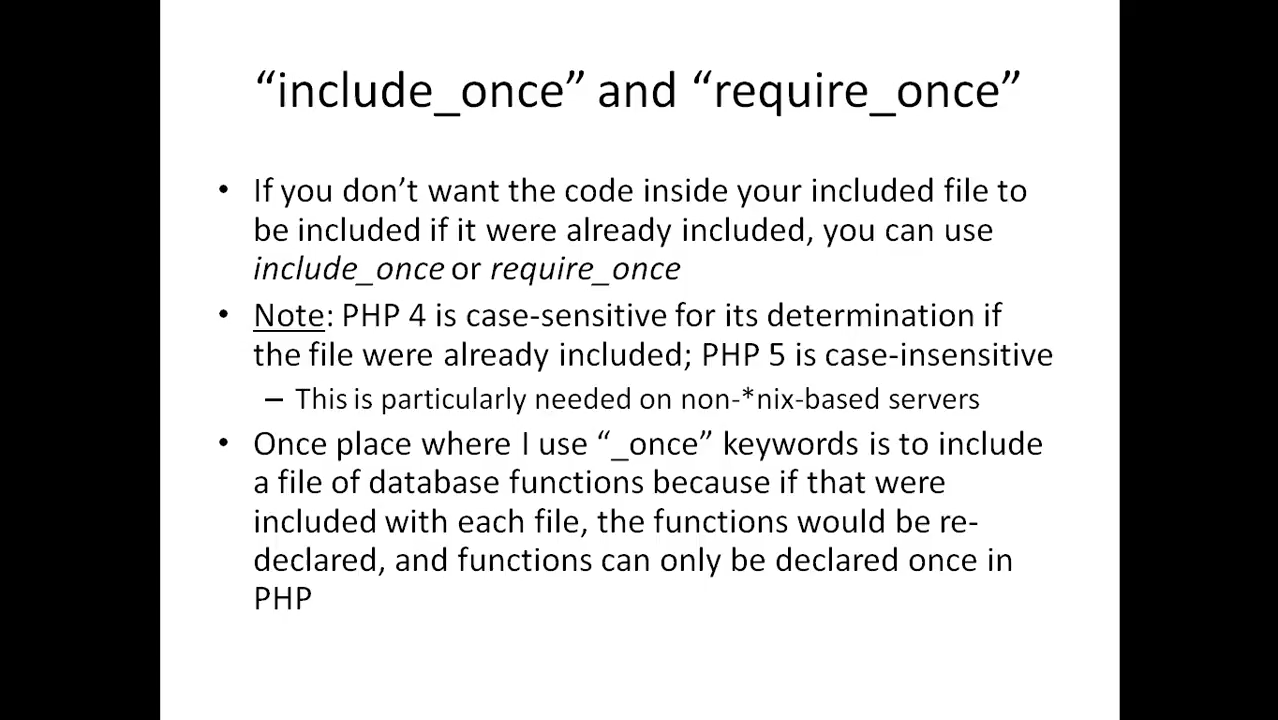 “include_once” and “require_once”
• If you don’t want the code inside your included file to
be included if it were already included, you can use
include_once or require_once
• Note: PHP 4 is case-sensitive for its determination if
the file were already included; PHP 5 is case-insensitive
– This is particularly needed on non-*nix-based servers
• Once place where I use “_once” keywords is to include
a file of database functions because if that were
included with each file, the functions would be re-
declared, and functions can only be declared once in
PHP